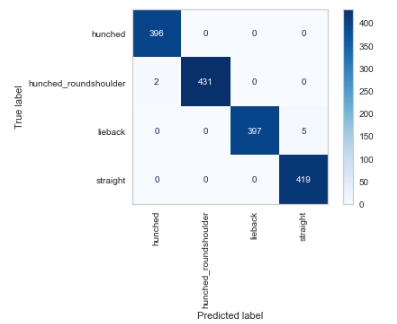 hunched 396 0 0 0
hunched_roundshoulder 2 431 0 0
lieback 0 0 397 5
straight 0 0 0 419
True label
hunched
hunched_roundshoulder
lieback
straight
Predicted label
400
350
300
250
200
150
100
50
0